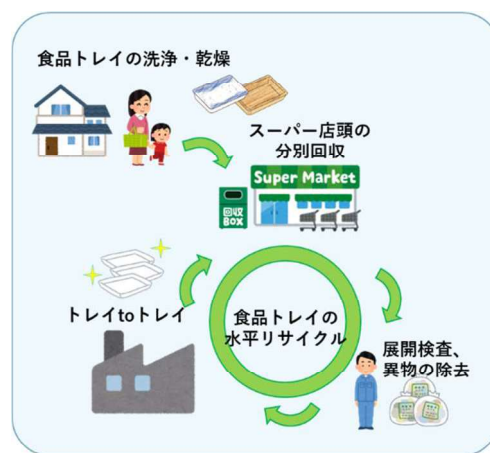 食品トレイの洗浄・乾燥
スーパー店頭の
分別回収
Super Market
回収
BOX
トレイtoトレイ
食品トレイの
水平リサイクル
展開検査、
異物の除去